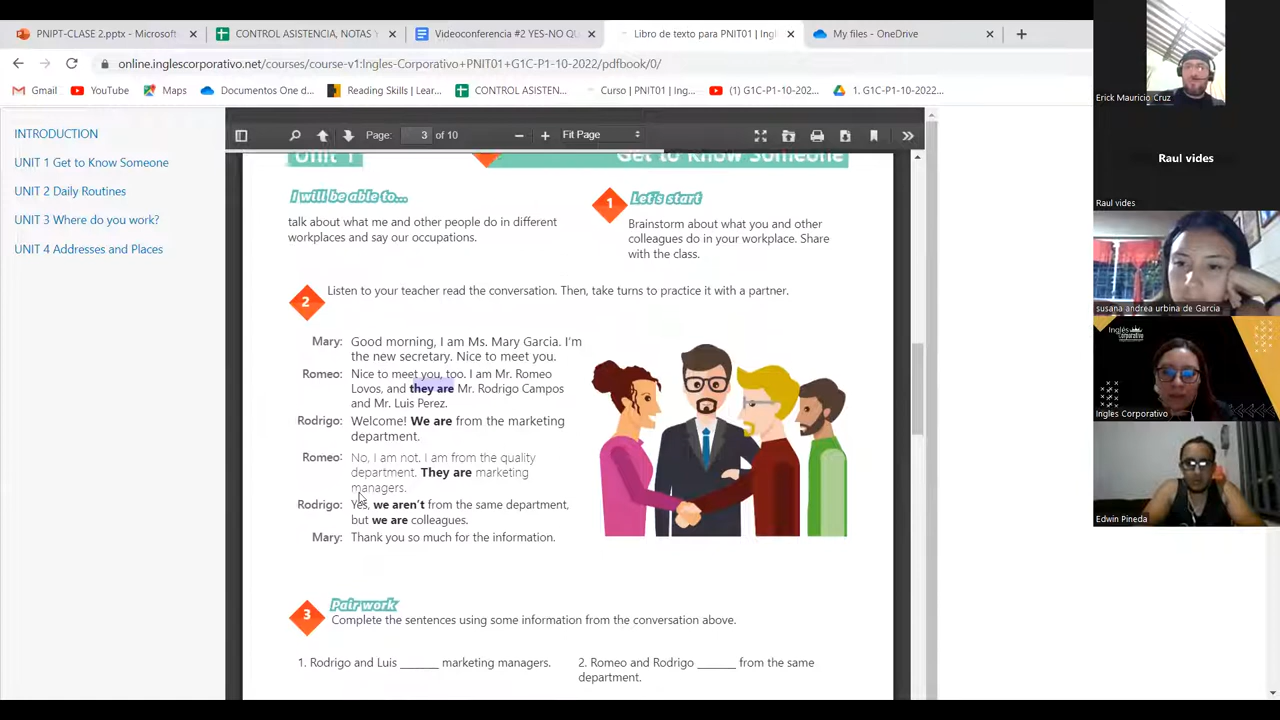 PNIPT-CLASE 2.pptx - Microsoft
CONTROL ASISTENCIA, NOTAS Y
Videoconferencia #2 YES-NO QU
Libro de texto para PNIT01 | Ingl
My files - OneDrive
online.inglescorporativo.net/courses/course-v1:Ingles-Corporativo+PNIT01+G1C-P1-10-2022/pdfbook/0/
Gmail
YouTube
Maps
Documentos One d...
Reading Skills | Lear...
CONTROL ASISTEN...
Curso | PNIT01 | Ing...
(1) G1C-P1-10-2022...
1. G1C-P1-10-2022...
INTRODUCTION
UNIT 1 Get to Know Someone
UNIT 2 Daily Routines
UNIT 3 Where do you work?
UNIT 4 Addresses and Places
Page: 3 of 10
Fit Page
Unit 1
Get to Know Someone
I will be able to...
talk about what me and other people do in different
workplaces and say our occupations.
1
Let's start
Brainstorm about what you and other
colleagues do in your workplace. Share
with the class.
2
Listen to your teacher read the conversation. Then, take turns to practice it with a partner.
Mary: Good morning, I am Ms. Mary Garcia. I'm
the new secretary. Nice to meet you.
Romeo: Nice to meet you, too. I am Mr. Romeo
Lovos, and they are Mr. Rodrigo Campos
and Mr. Luis Perez.
Rodrigo: Welcome! We are from the marketing
department.
Romeo: No, I am not. I am from the quality
department. They are marketing
managers.
Rodrigo: Yes, we aren't from the same department,
but we are colleagues.
Mary: Thank you so much for the information.
3
Pair work
Complete the sentences using some information from the conversation above.
1. Rodrigo and Luis _______ marketing managers.
2. Romeo and Rodrigo _______ from the same
department.
Erick Mauricio Cruz
Raul vides
Raul vides
susana andrea urbina de Garcia
Inglés
Corporativo
Ingles Corporativo
Edwin Pineda